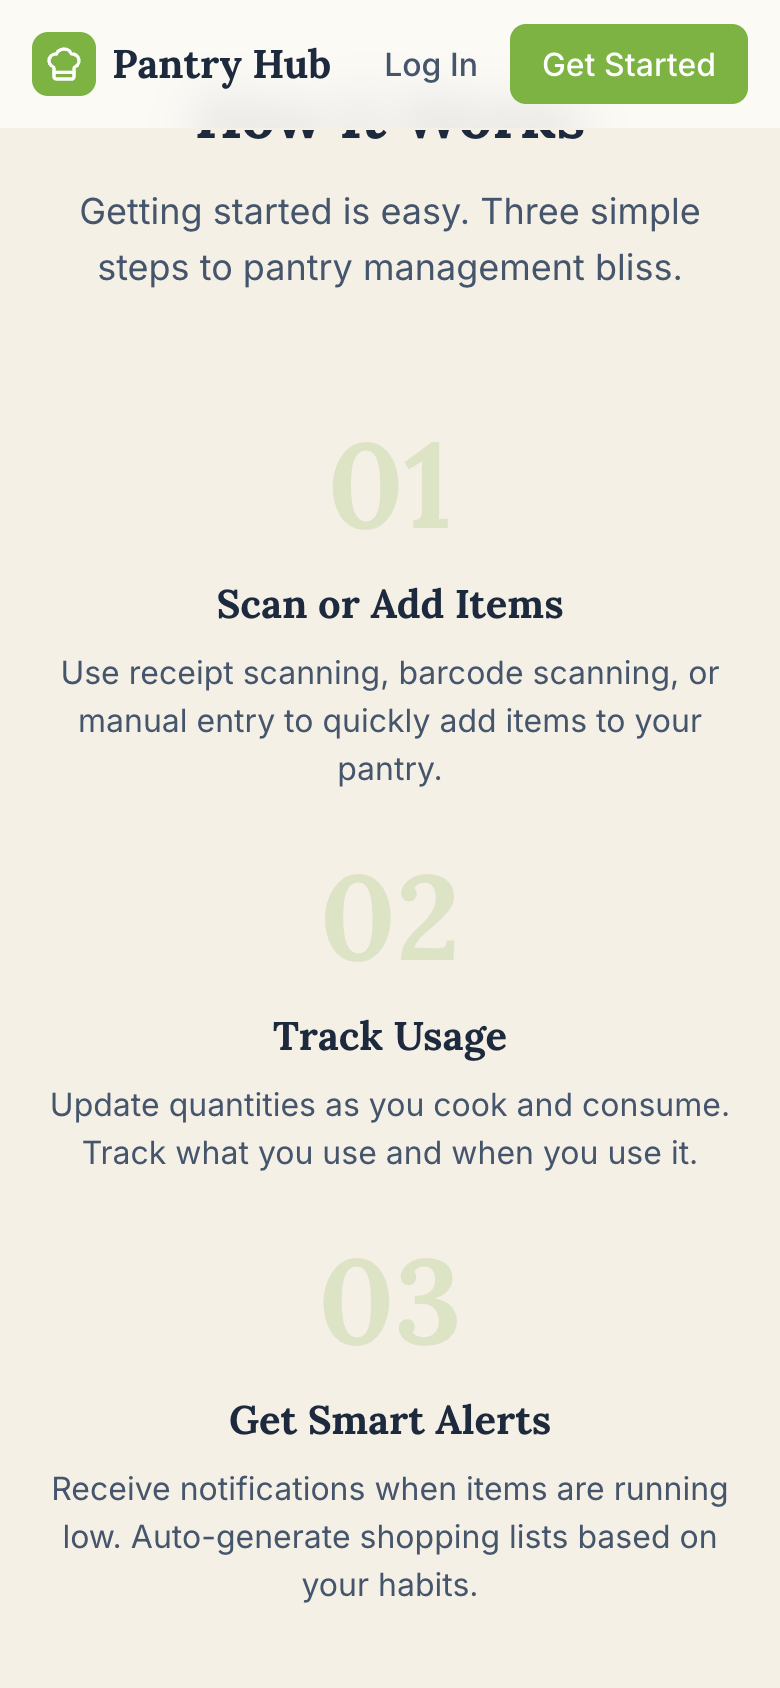 Pantry Hub
Log In
Get Started
How It Works
Getting started is easy. Three simple
steps to pantry management bliss.
01
Scan or Add Items
Use receipt scanning, barcode scanning, or
manual entry to quickly add items to your
pantry.
02
Track Usage
Update quantities as you cook and consume.
Track what you use and when you use it.
03
Get Smart Alerts
Receive notifications when items are running
low. Auto-generate shopping lists based on
your habits.